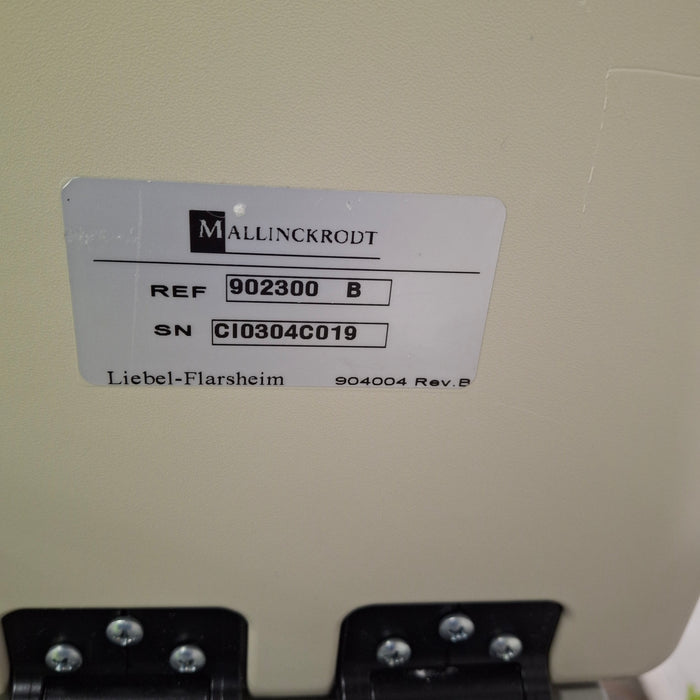 MALLINCKRODT
REF 902300 B
SN CI0304C019
Liebel-Flarsheim 904004 Rev.B